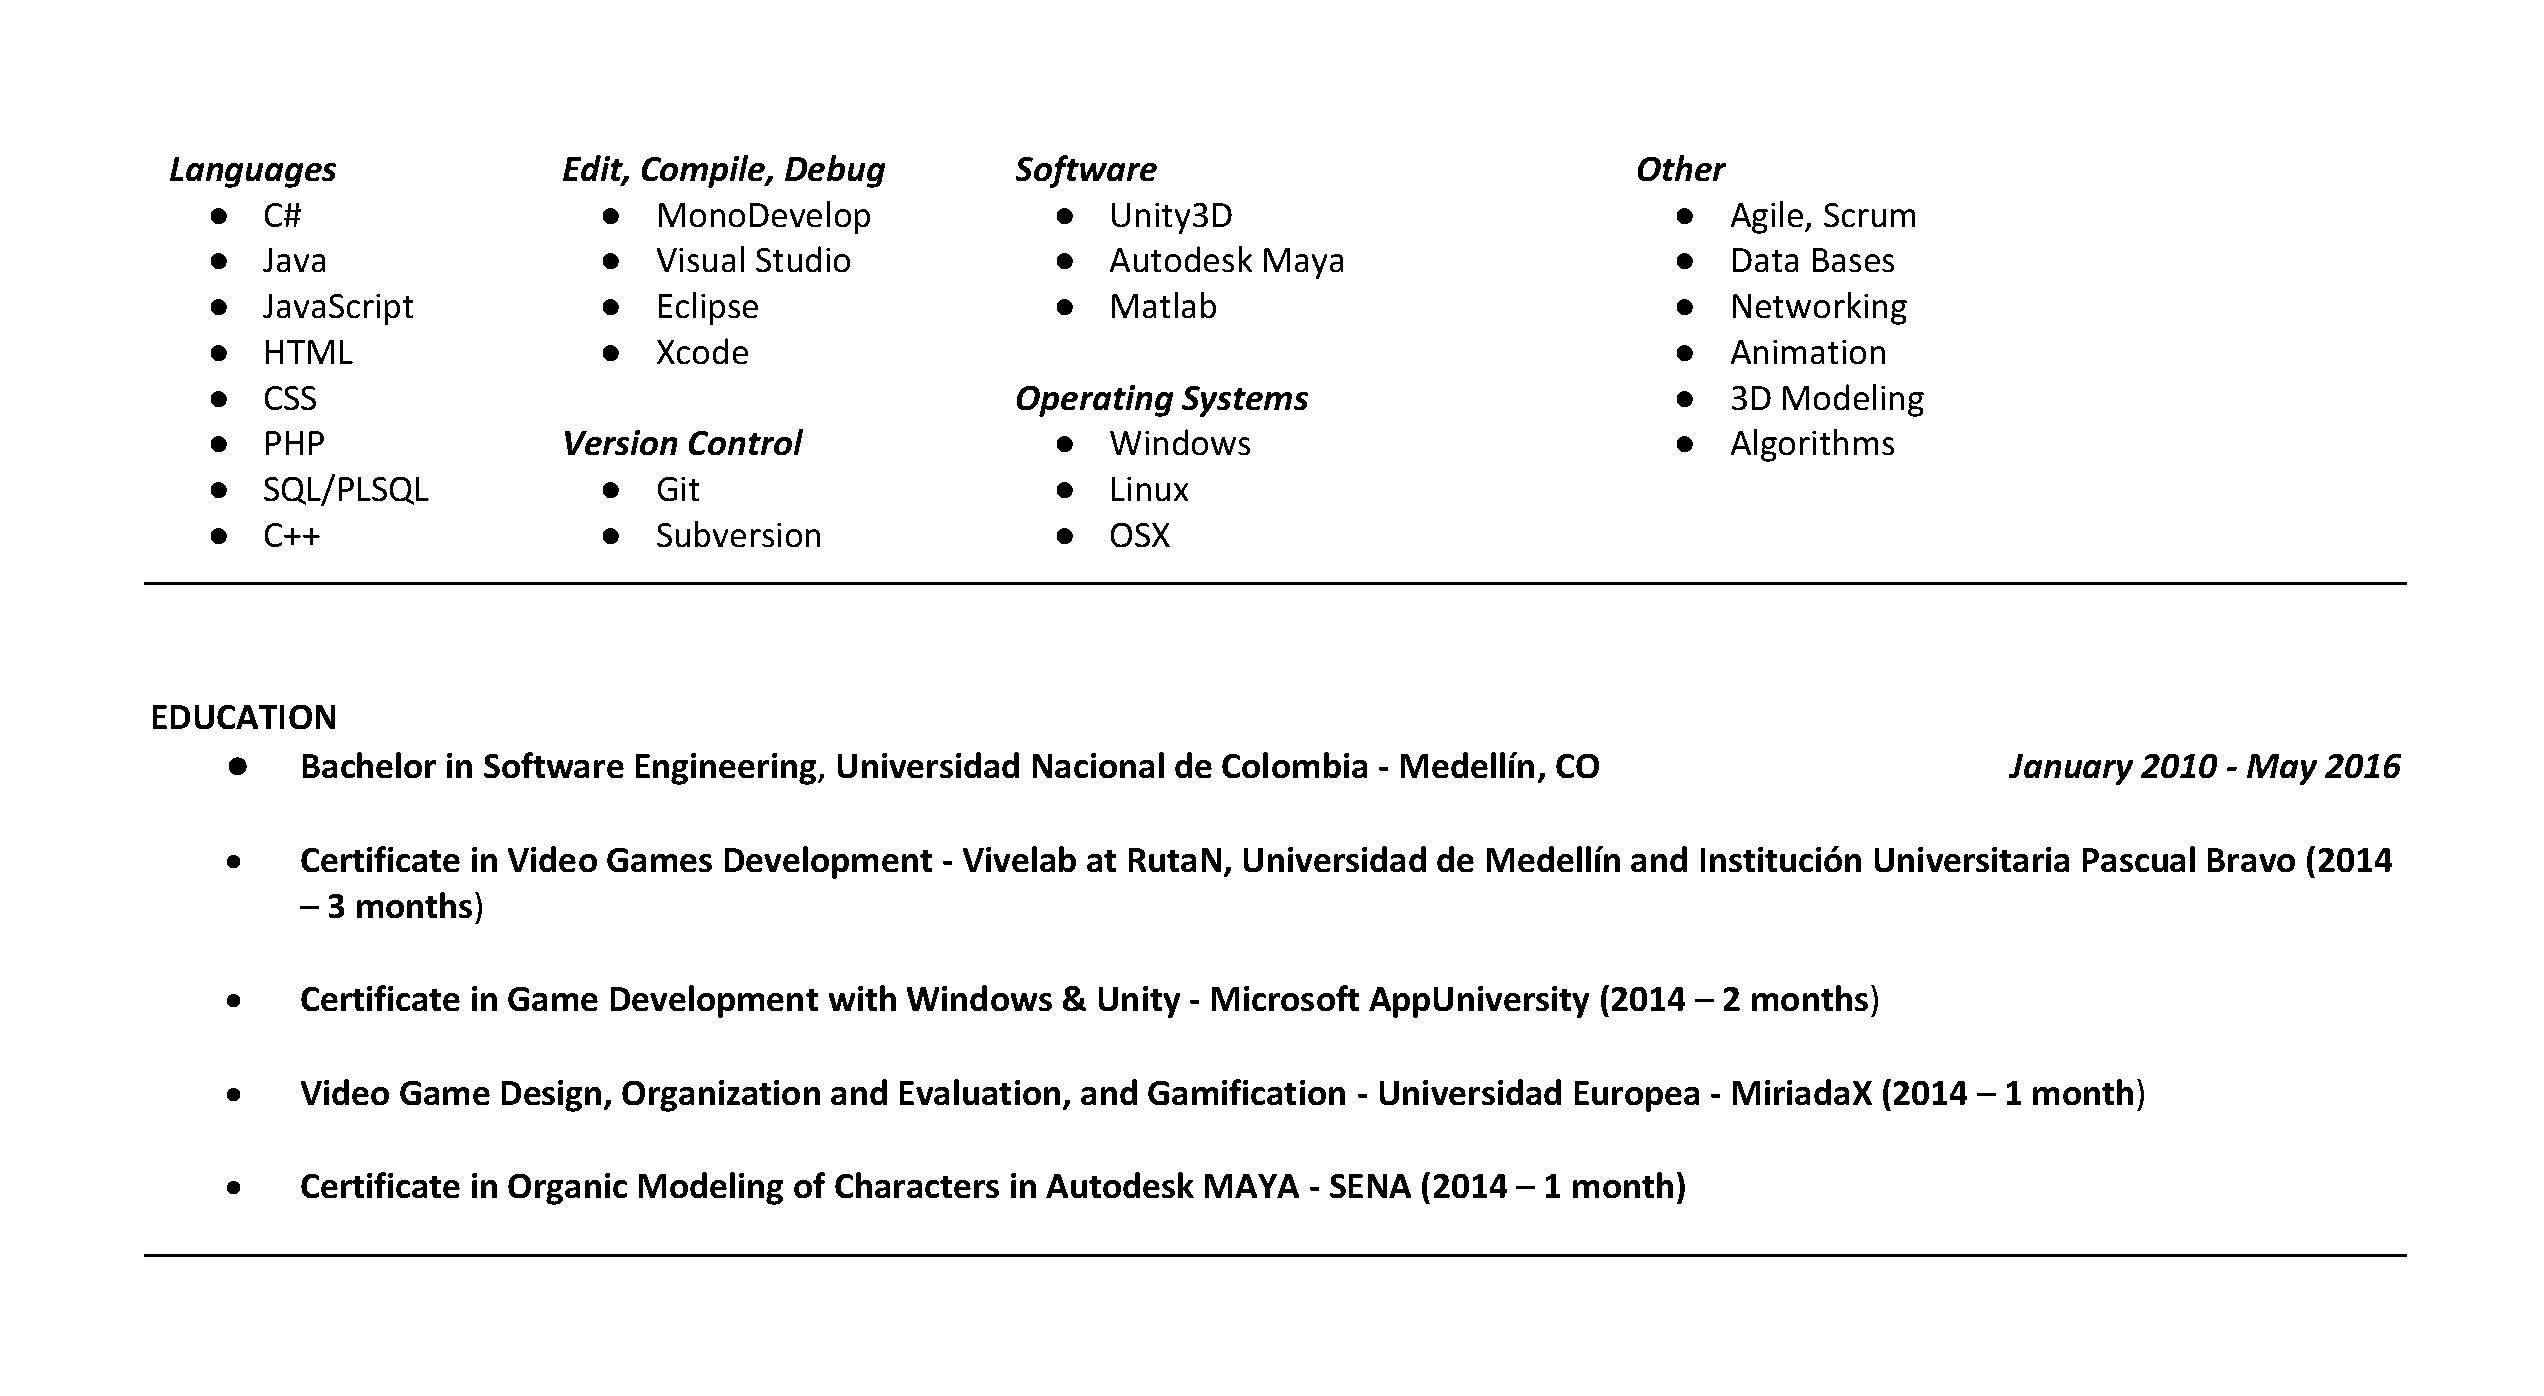 Languages
● C#
● Java
● JavaScript
● HTML
● CSS
● PHP
● SQL/PLSQL
● C++
Edit, Compile, Debug
● MonoDevelop
● Visual Studio
● Eclipse
● Xcode
Version Control
● Git
● Subversion
Software
● Unity3D
● Autodesk Maya
● Matlab
Operating Systems
● Windows
● Linux
● OSX
Other
● Agile, Scrum
● Data Bases
● Networking
● Animation
● 3D Modeling
● Algorithms
EDUCATION
● Bachelor in Software Engineering, Universidad Nacional de Colombia - Medellín, CO January 2010 - May 2016
• Certificate in Video Games Development - Vivelab at RutaN, Universidad de Medellín and Institución Universitaria Pascual Bravo (2014
– 3 months)
• Certificate in Game Development with Windows & Unity - Microsoft AppUniversity (2014 – 2 months)
• Video Game Design, Organization and Evaluation, and Gamification - Universidad Europea - MiriadaX (2014 – 1 month)
• Certificate in Organic Modeling of Characters in Autodesk MAYA - SENA (2014 – 1 month)